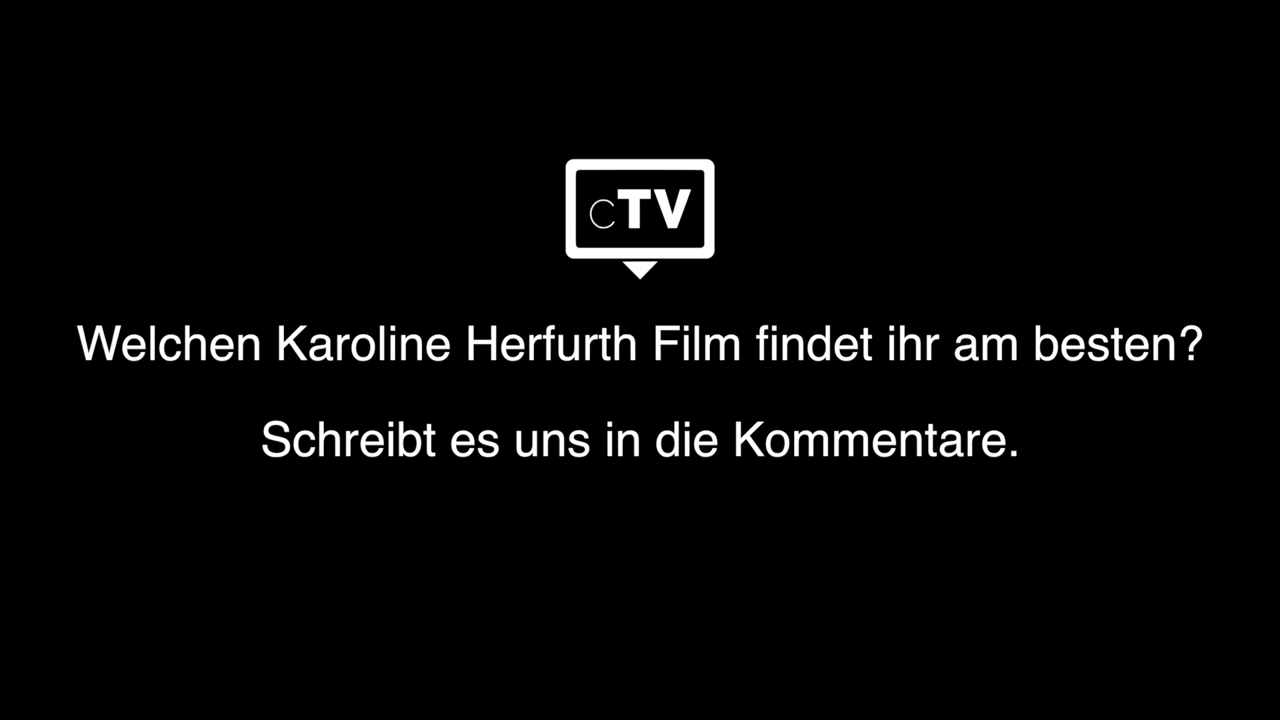 cTV
Welchen Karoline Herfurth Film findet ihr am besten?
Schreibt es uns in die Kommentare.